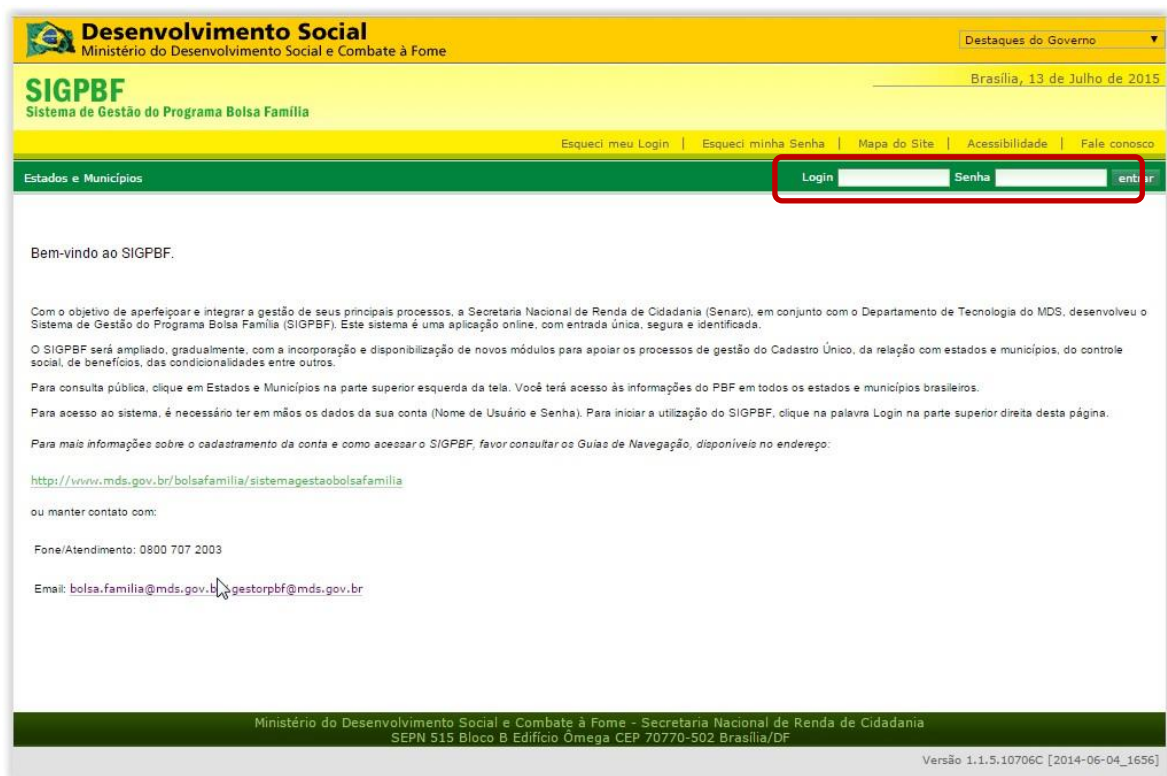 Desenvolvimento Social
Ministério do Desenvolvimento Social e Combate à Fome
Destaques do Governo
SIGPBF
Sistema de Gestão do Programa Bolsa Família
Brasília, 13 de Julho de 2015
Esqueci meu Login | Esqueci minha Senha | Mapa do Site | Acessibilidade | Fale conosco
Estados e Municípios
Login
Senha
entrar
Bem-vindo ao SIGPBF.
Com o objetivo de aperfeiçoar e integrar a gestão de seus principais processos, a Secretaria Nacional de Renda de Cidadania (Senarc), em conjunto com o Departamento de Tecnologia do MDS, desenvolveu o
Sistema de Gestão do Programa Bolsa Família (SIGPBF). Este sistema é uma aplicação online, com entrada única, segura e identificada.
O SIGPBF será ampliado, gradualmente, com a incorporação e disponibilização de novos módulos para apoiar os processos de gestão do Cadastro Único, da relação com estados e municípios, do controle
social, de benefícios, das condicionalidades entre outros.
Para consulta pública, clique em Estados e Municípios na parte superior esquerda da tela. Você terá acesso às informações do PBF em todos os estados e municípios brasileiros.
Para acesso ao sistema, é necessário ter em mãos os dados da sua conta (Nome de Usuário e Senha). Para iniciar a utilização do SIGPBF, clique na palavra Login na parte superior direita desta página.
Para mais informações sobre o cadastramento da conta e como acessar o SIGPBF, favor consultar os Guias de Navegação, disponíveis no endereço:
http://www.mds.gov.br/bolsafamilia/sistemagestaobolsafamilia
ou manter contato com:
Fone/Atendimento: 0800 707 2003
Email: bolsa.familia@mds.gov.b gestorpbf@mds.gov.br
Ministério do Desenvolvimento Social e Combate à Fome - Secretaria Nacional de Renda de Cidadania
SEPN 515 Bloco B Edifício Ômega CEP 70770-502 Brasília/DF
Versão 1.1.5.10706C [2014-06-04_1656]